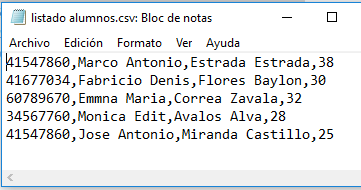 listado alumnos.csv: Bloc de notas
Archivo Edición Formato Ver Ayuda
41547860,Marco Antonio,Estrada Estrada,38
41677034,Fabricio Denis,Flores Baylon,30
60789670,Emmna Maria,Correa Zavala,32
34567760,Monica Edit,Avalos Alva,28
41547860,Jose Antonio,Miranda Castillo,25